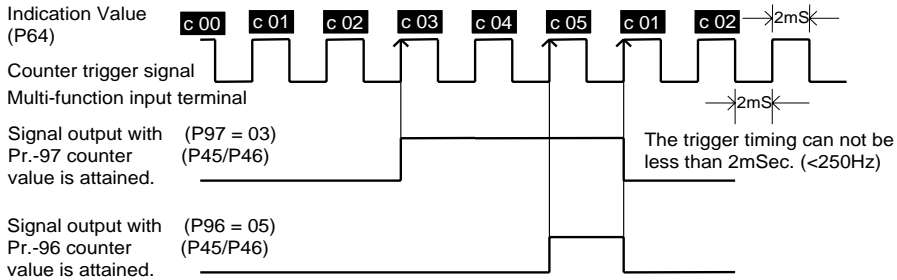 Indication Value
(P64)
c 00 c 01 c 02 c 03 c 04 c 05 c 01 c 02 2mS
Counter trigger signal
Multi-function input terminal
2mS
Signal output with (P97 = 03)
Pr.-97 counter (P45/P46)
value is attained.
The trigger timing can not be
less than 2mSec. (<250Hz)
Signal output with (P96 = 05)
Pr.-96 counter (P45/P46)
value is attained.